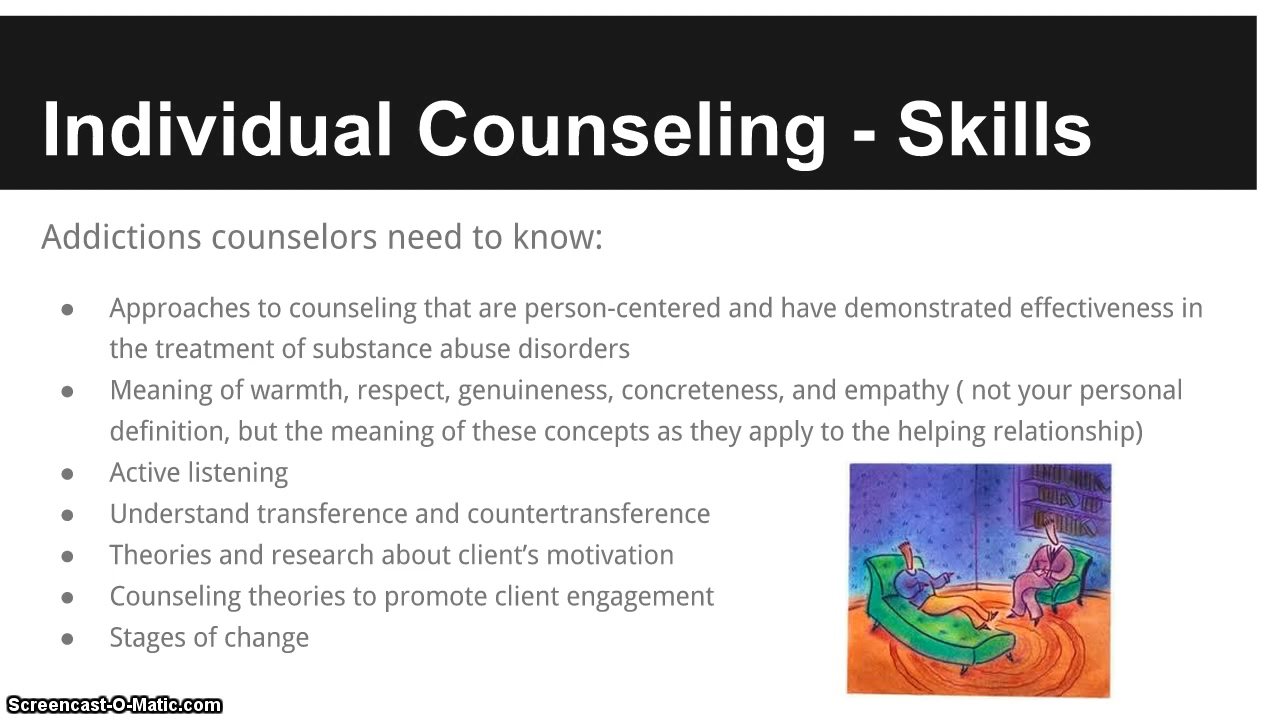 Individual Counseling - Skills
Addictions counselors need to know:
● Approaches to counseling that are person-centered and have demonstrated effectiveness in
the treatment of substance abuse disorders
● Meaning of warmth, respect, genuineness, concreteness, and empathy ( not your personal
definition, but the meaning of these concepts as they apply to the helping relationship)
● Active listening
● Understand transference and countertransference
● Theories and research about client’s motivation
● Counseling theories to promote client engagement
● Stages of change
Screencast-O-Matic.com